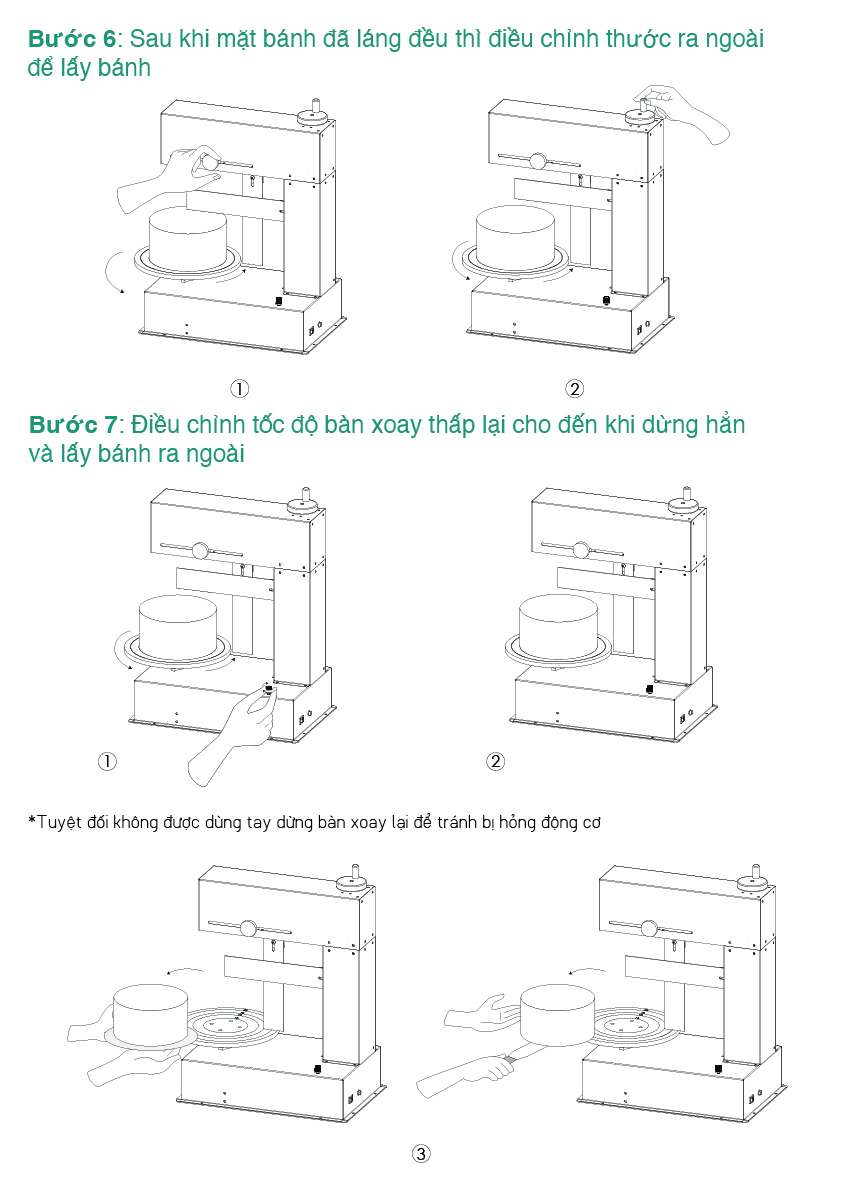 Bước 6: Sau khi mặt bánh đã láng đều thì điều chỉnh thước ra ngoài
để lấy bánh
① ②
Bước 7: Điều chỉnh tốc độ bàn xoay thấp lại cho đến khi dừng hẳn
và lấy bánh ra ngoài
① ②
*Tuyệt đối không được dùng tay dừng bàn xoay lại để tránh bị hỏng động cơ
③